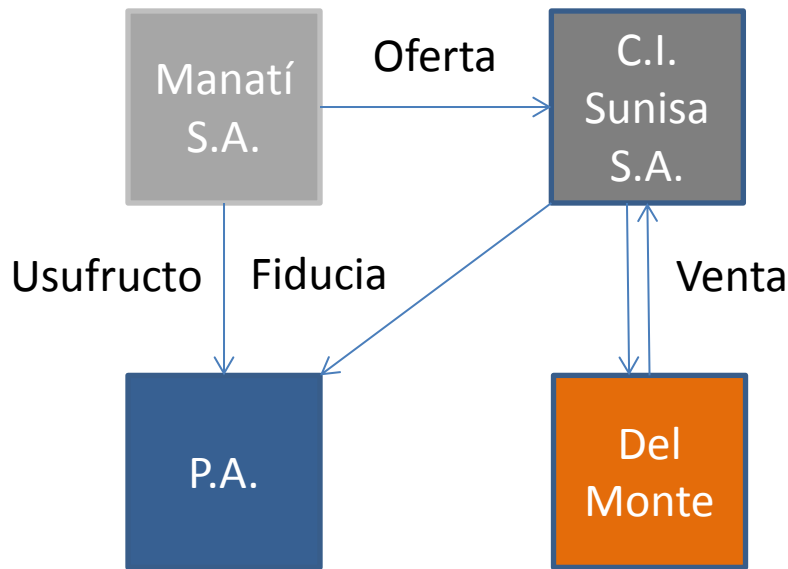 Manatí
S.A.
Oferta
C.I.
Sunisa
S.A.
Usufructo
Fiducia
Venta
P.A.
Del
Monte